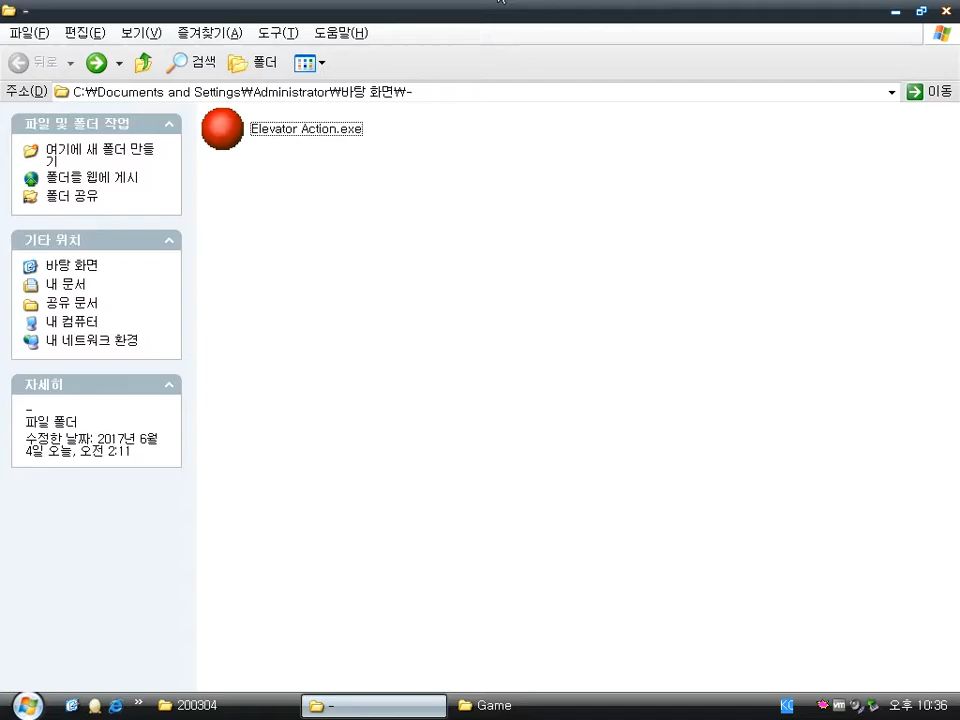 -
파일(F) 편집(E) 보기(V) 즐겨찾기(A) 도구(T) 도움말(H)
뒤로 검색 폴더
주소(D) C:₩Documents and Settings₩Administrator₩바탕 화면₩- 이동
파일 및 폴더 작업
여기에 새 폴더 만들
기
폴더를 웹에 게시
폴더 공유
기타 위치
바탕 화면
내 문서
공유 문서
내 컴퓨터
내 네트워크 환경
자세히
-
파일 폴더
수정한 날짜: 2017년 6월
4일 오늘, 오전 2:11
Elevator Action.exe
200304 - Game KC vm 오후 10:36